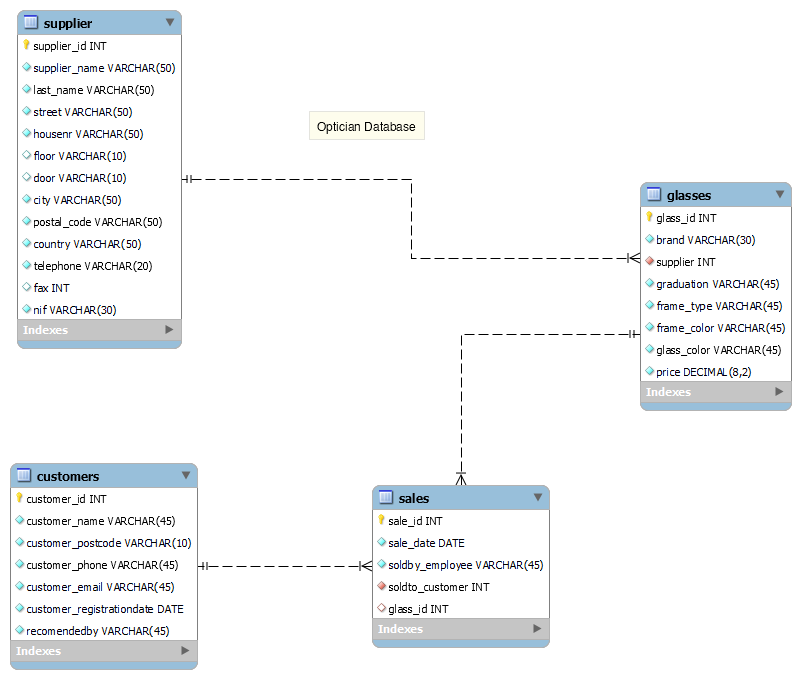 supplier
supplier_id INT
supplier_name VARCHAR(50)
last_name VARCHAR(50)
street VARCHAR(50)
housenr VARCHAR(50)
floor VARCHAR(10)
door VARCHAR(10)
city VARCHAR(50)
postal_code VARCHAR(50)
country VARCHAR(50)
telephone VARCHAR(20)
fax INT
nif VARCHAR(30)
Indexes
Optician Database
glasses
glass_id INT
brand VARCHAR(30)
supplier INT
graduation VARCHAR(45)
frame_type VARCHAR(45)
frame_color VARCHAR(45)
glass_color VARCHAR(45)
price DECIMAL(8,2)
Indexes
customers
customer_id INT
customer_name VARCHAR(45)
customer_postcode VARCHAR(10)
customer_phone VARCHAR(45)
customer_email VARCHAR(45)
customer_registrationdate DATE
recomendedby VARCHAR(45)
Indexes
sales
sale_id INT
sale_date DATE
soldby_employee VARCHAR(45)
soldto_customer INT
glass_id INT
Indexes